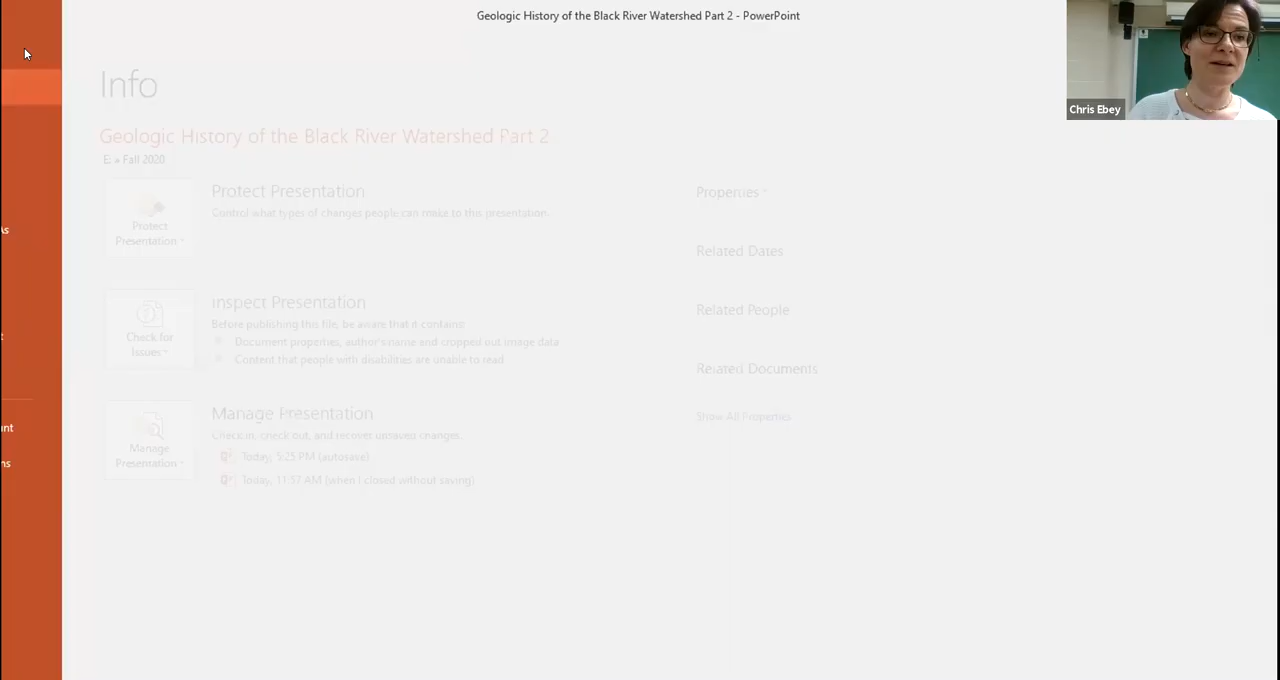 Geologic History of the Black River Watershed Part 2 - PowerPoint
Chris Ebey
Info
Geologic History of the Black River Watershed Part 2
E: » Fall 2020
Protect Presentation
Control what types of changes people can make to this presentation.
Protect
Presentation
Properties
Related Dates
As
Inspect Presentation
Before publishing this file, be aware that it contains:
Document properties, author's name and cropped out image data
Content that people with disabilities are unable to read
Check for
Issues
Related People
t
Related Documents
Manage Presentation
Check in, check out, and recover unsaved changes.
Today, 5:25 PM (autosave)
Today, 11:37 AM (when I closed without saving)
Manage
Presentation
Show All Properties
unt
ns